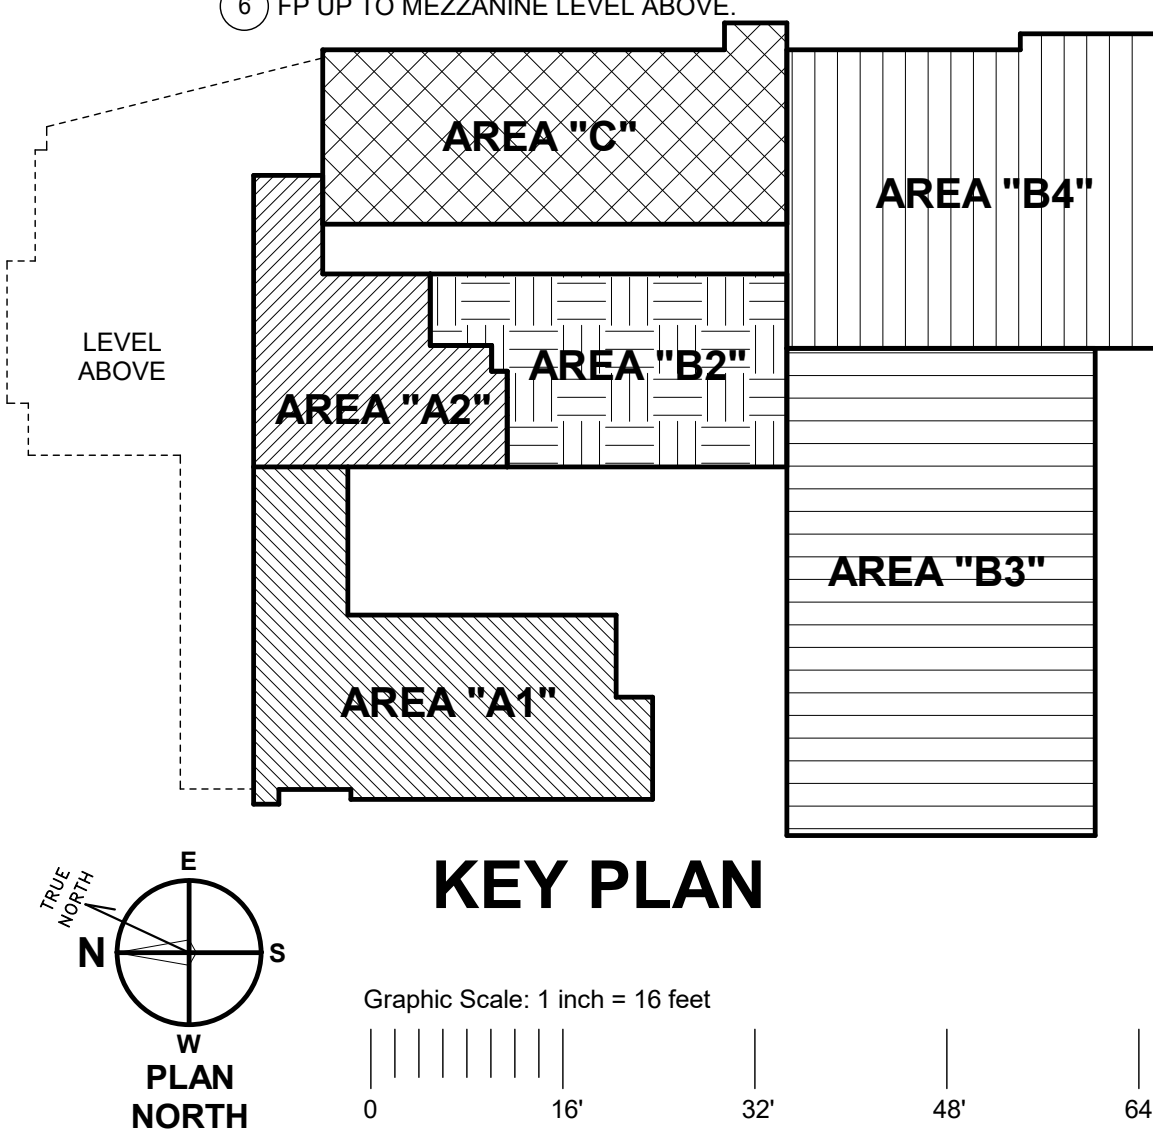 6 FP UP TO MEZZANINE LEVEL ABOVE.
AREA "C"
AREA "B4"
LEVEL
ABOVE
AREA "B2"
AREA "A2"
AREA "B3"
AREA "A1"
KEY PLAN
TRUE
NORTH
E
N
S
W
PLAN
NORTH
Graphic Scale: 1 inch = 16 feet
0 16' 32' 48' 64